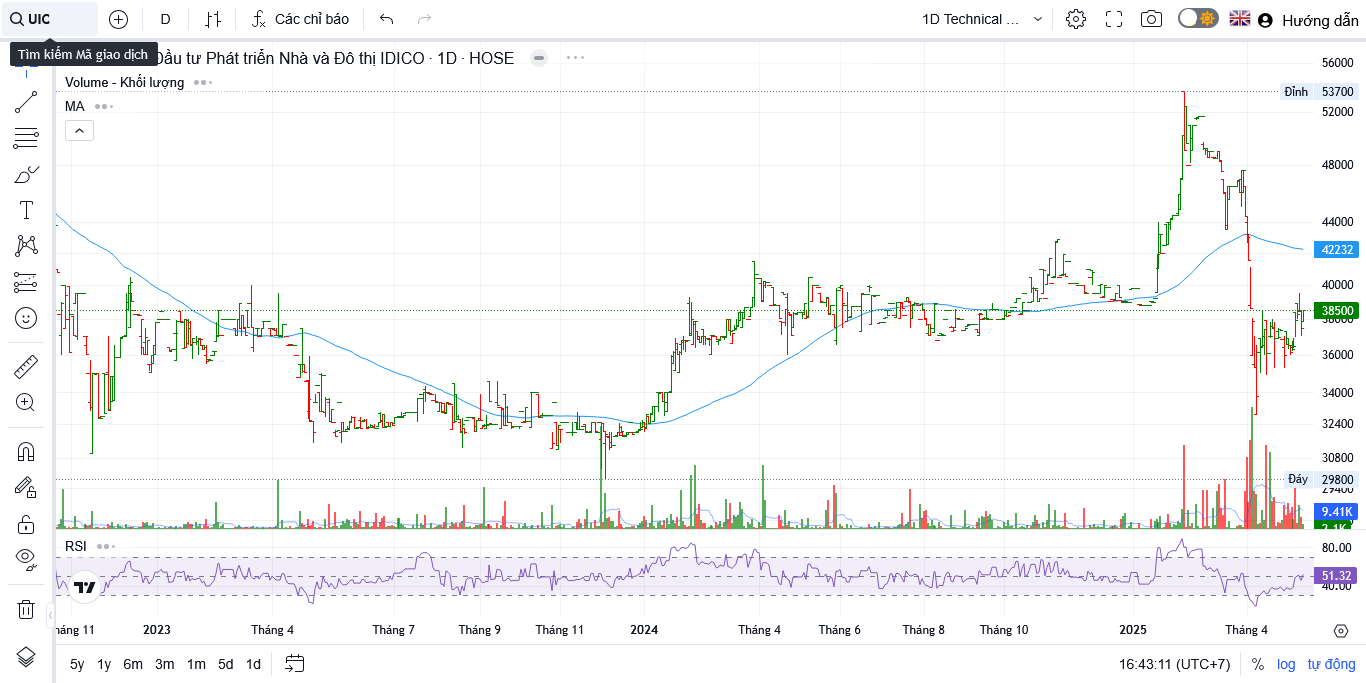 UIC
D
Các chỉ báo
1D Technical ...
Hướng dẫn
Tìm kiếm Mã giao dịch
Đầu tư Phát triển Nhà và Đô thị IDICO · 1D · HOSE
Volume - Khối lượng
MA
56000
Đỉnh 53700
52000
48000
44000
42232
40000
38500
38000
36000
34000
32400
30800
Đáy 29800
29400
9.41K
RSI
80.00
51.32
40.00
háng 11 2023 Tháng 4 Tháng 7 Tháng 9 Tháng 11 2024 Tháng 4 Tháng 6 Tháng 8 Tháng 10 2025 Tháng 4
5y 1y 6m 3m 1m 5d 1d
16:43:11 (UTC+7) % log tự động